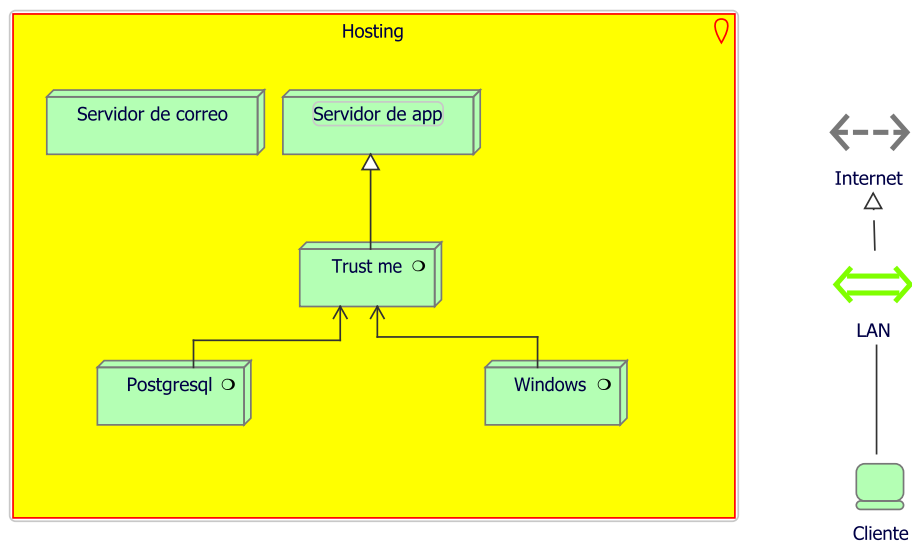 Hosting
Servidor de correo
Servidor de app
Internet
Trust me
LAN
Postgresql
Windows
Cliente